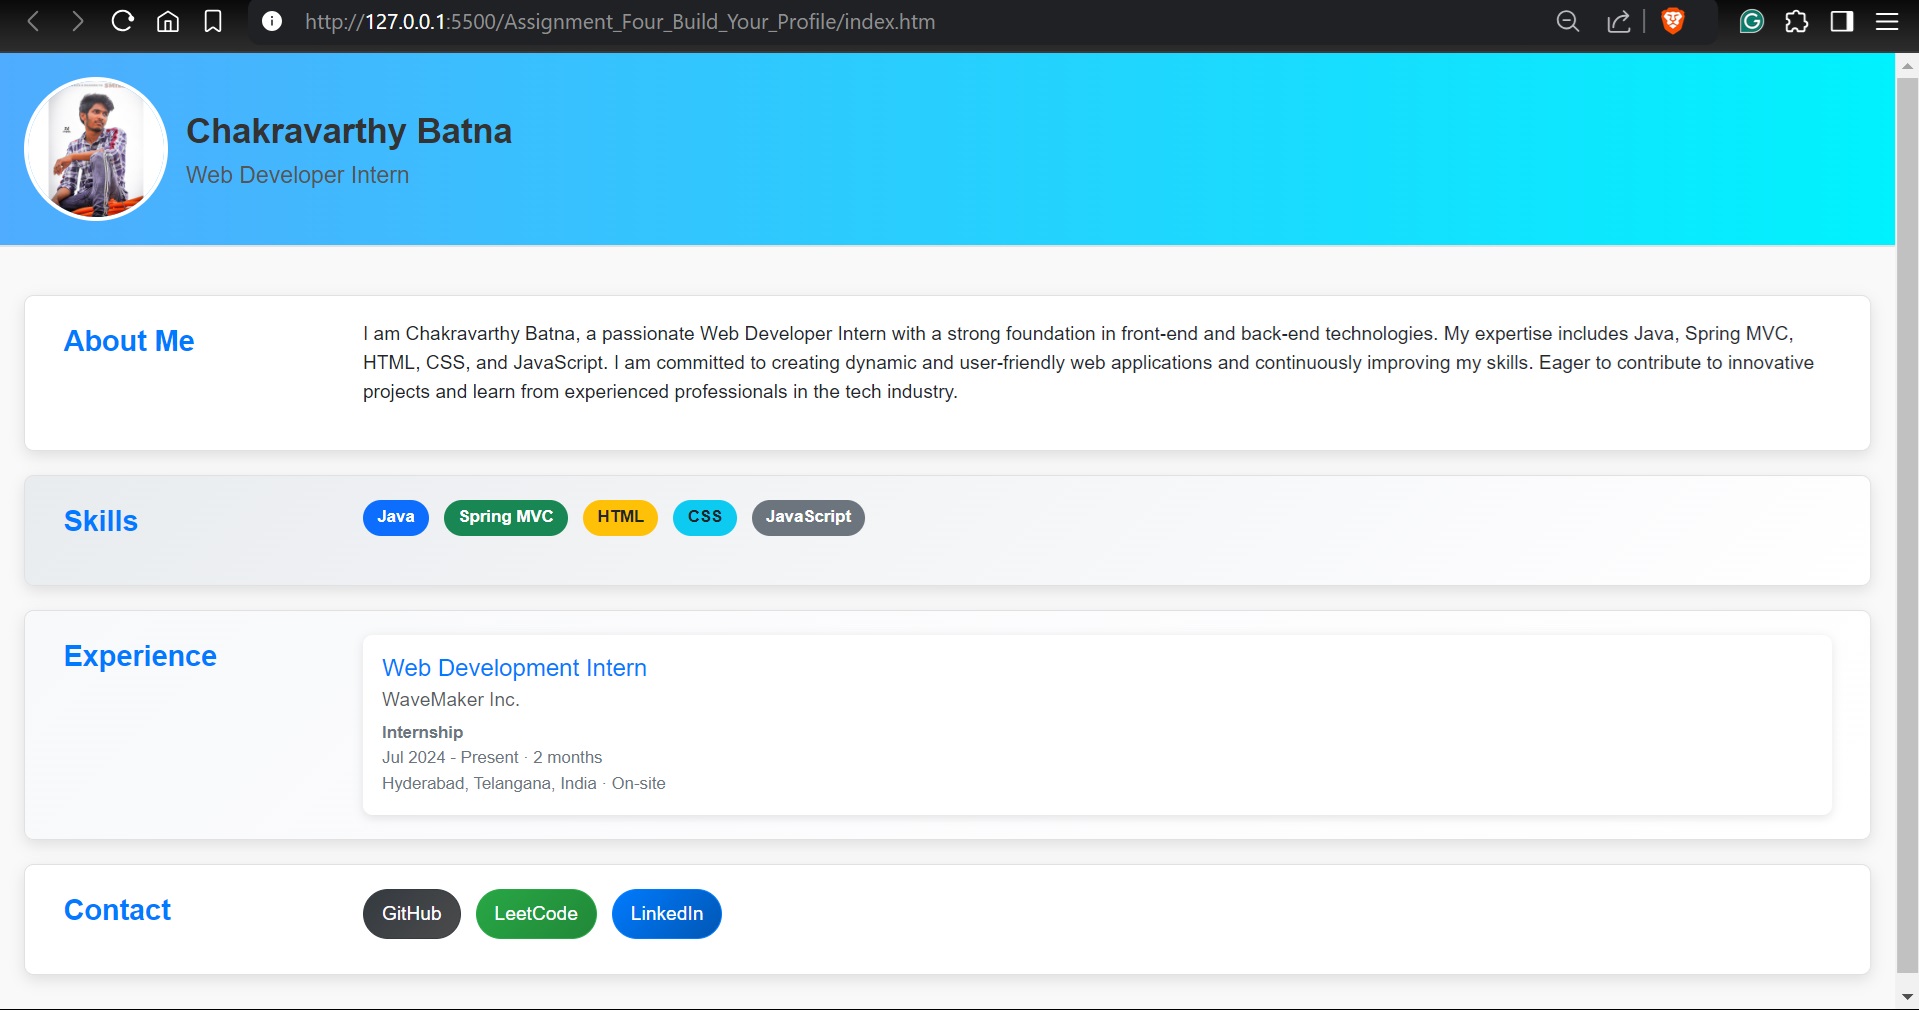 http://127.0.0.1:5500/Assignment_Four_Build_Your_Profile/index.htm
Chakravarthy Batna
Web Developer Intern
About Me
I am Chakravarthy Batna, a passionate Web Developer Intern with a strong foundation in front-end and back-end technologies. My expertise includes Java, Spring MVC,
HTML, CSS, and JavaScript. I am committed to creating dynamic and user-friendly web applications and continuously improving my skills. Eager to contribute to innovative
projects and learn from experienced professionals in the tech industry.
Skills
Java Spring MVC HTML CSS JavaScript
Experience
Web Development Intern
WaveMaker Inc.
Internship
Jul 2024 - Present · 2 months
Hyderabad, Telangana, India · On-site
Contact
GitHub LeetCode LinkedIn